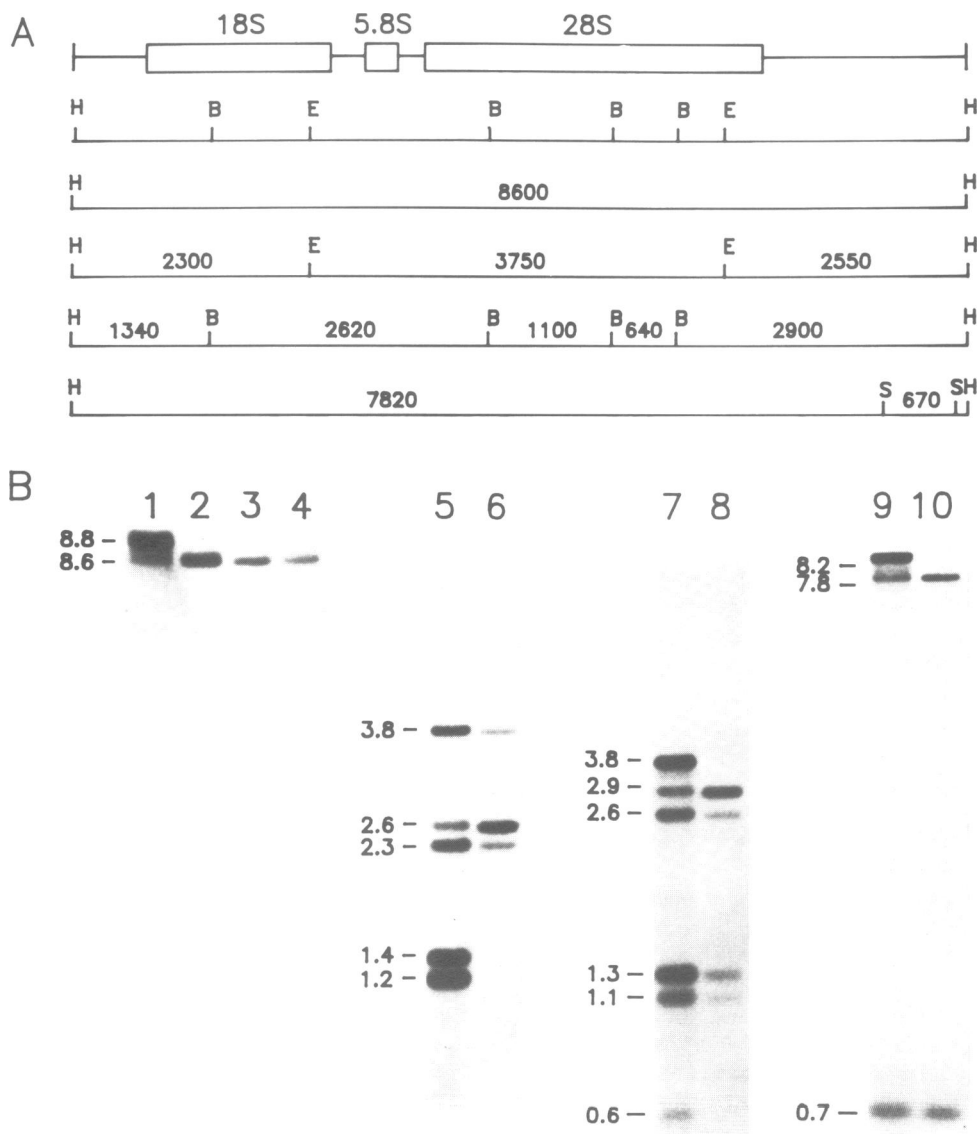 A
18S 5.8S 28S
H B E B B B E H
H 8600 H
H 2300 E 3750 E 2550 H
H 1340 B 2620 B 1100 B 640 B 2900 H
H 7820 S 670 S H
B
1 2 3 4 5 6 7 8 9 10
8.8 –
8.6 –
8.2 –
7.8 –
3.8 –
2.6 –
2.3 –
1.4 –
1.2 –
3.8 –
2.9 –
2.6 –
1.3 –
1.1 –
0.6 –
0.7 –